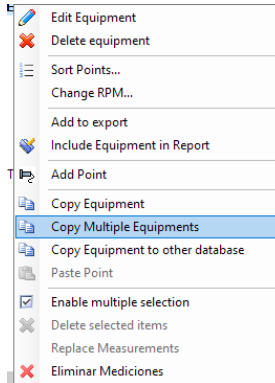 Edit Equipment
Delete equipment
Sort Points...
Change RPM...
Add to export
Include Equipment in Report
Add Point
Copy Equipment
Copy Multiple Equipments
Copy Equipment to other database
Paste Point
Enable multiple selection
Delete selected items
Replace Measurements
Eliminar Mediciones